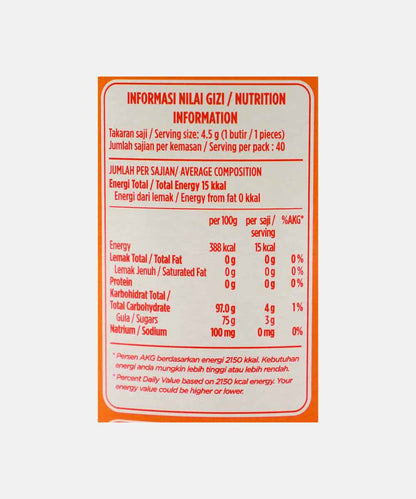 INFORMASI NILAI GIZI / NUTRITION
INFORMATION
Takaran saji / Serving size: 4.5 g (1 butir / 1 pieces)
Jumlah sajian per kemasan / Serving per pack : 40
JUMLAH PER SAJIAN/ AVERAGE COMPOSITION
Energi Total / Total Energy 15 kkal
Energi dari lemak / Energy from fat 0 kkal
per 100g per saji / %AKG*
serving
Energy 388 kcal 15 kcal
Lemak Total / Total Fat 0 g 0 g 0 %
Lemak Jenuh / Saturated Fat 0 g 0 g 0 %
Protein 0 g 0 g 0 %
Karbohidrat Total /
Total Carbohydrate 97.0 g 4 g 1 %
Gula / Sugars 75 g 3 g
Natrium / Sodium 100 mg 0 mg 0%
* Persen AKG berdasarkan energi 2150 kkal. Kebutuhan
energi anda mungkin lebih tinggi atau lebih rendah.
* Percent Daily Value based on 2150 kcal energy. Your
energy value could be higher or lower.